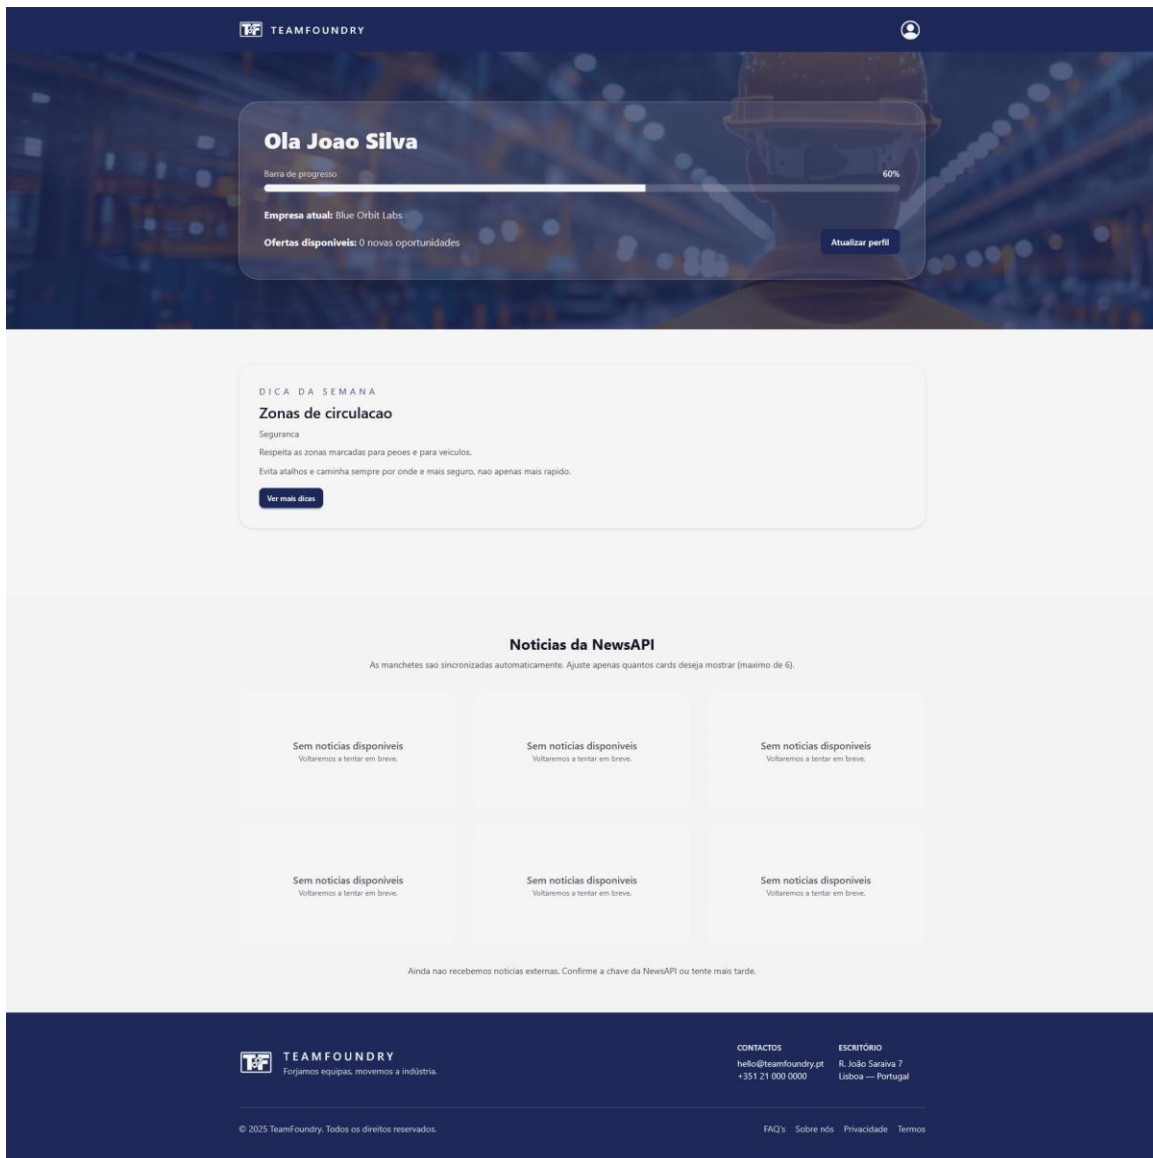 TEAMFOUNDRY
Ola Joao Silva
Barra de progresso 60%
Empresa atual: Blue Orbit Labs
Ofertas disponiveis: 0 novas oportunidades
Atualizar perfil
DICA DA SEMANA
Zonas de circulacao
Seguranca
Respeita as zonas marcadas para peoes e para veiculos.
Evita atalhos e caminha sempre por onde e mais seguro, nao apenas mais rapido.
Ver mais dicas
Noticias da NewsAPI
As manchetes sao sincronizadas automaticamente. Ajuste apenas quantos cards deseja mostrar (maximo de 6).
Sem noticias disponiveis
Voltaremos a tentar em breve.
Sem noticias disponiveis
Voltaremos a tentar em breve.
Sem noticias disponiveis
Voltaremos a tentar em breve.
Sem noticias disponiveis
Voltaremos a tentar em breve.
Sem noticias disponiveis
Voltaremos a tentar em breve.
Sem noticias disponiveis
Voltaremos a tentar em breve.
Ainda nao recebemos noticias externas. Confirme a chave da NewsAPI ou tente mais tarde.
TEAMFOUNDRY
Forjamos equipas, movemos a indústria.
CONTACTOS
hello@teamfoundry.pt
+351 21 000 0000
ESCRITÓRIO
R. João Saraiva 7
Lisboa — Portugal
© 2025 TeamFoundry. Todos os direitos reservados.
FAQ's Sobre nós Privacidade Termos